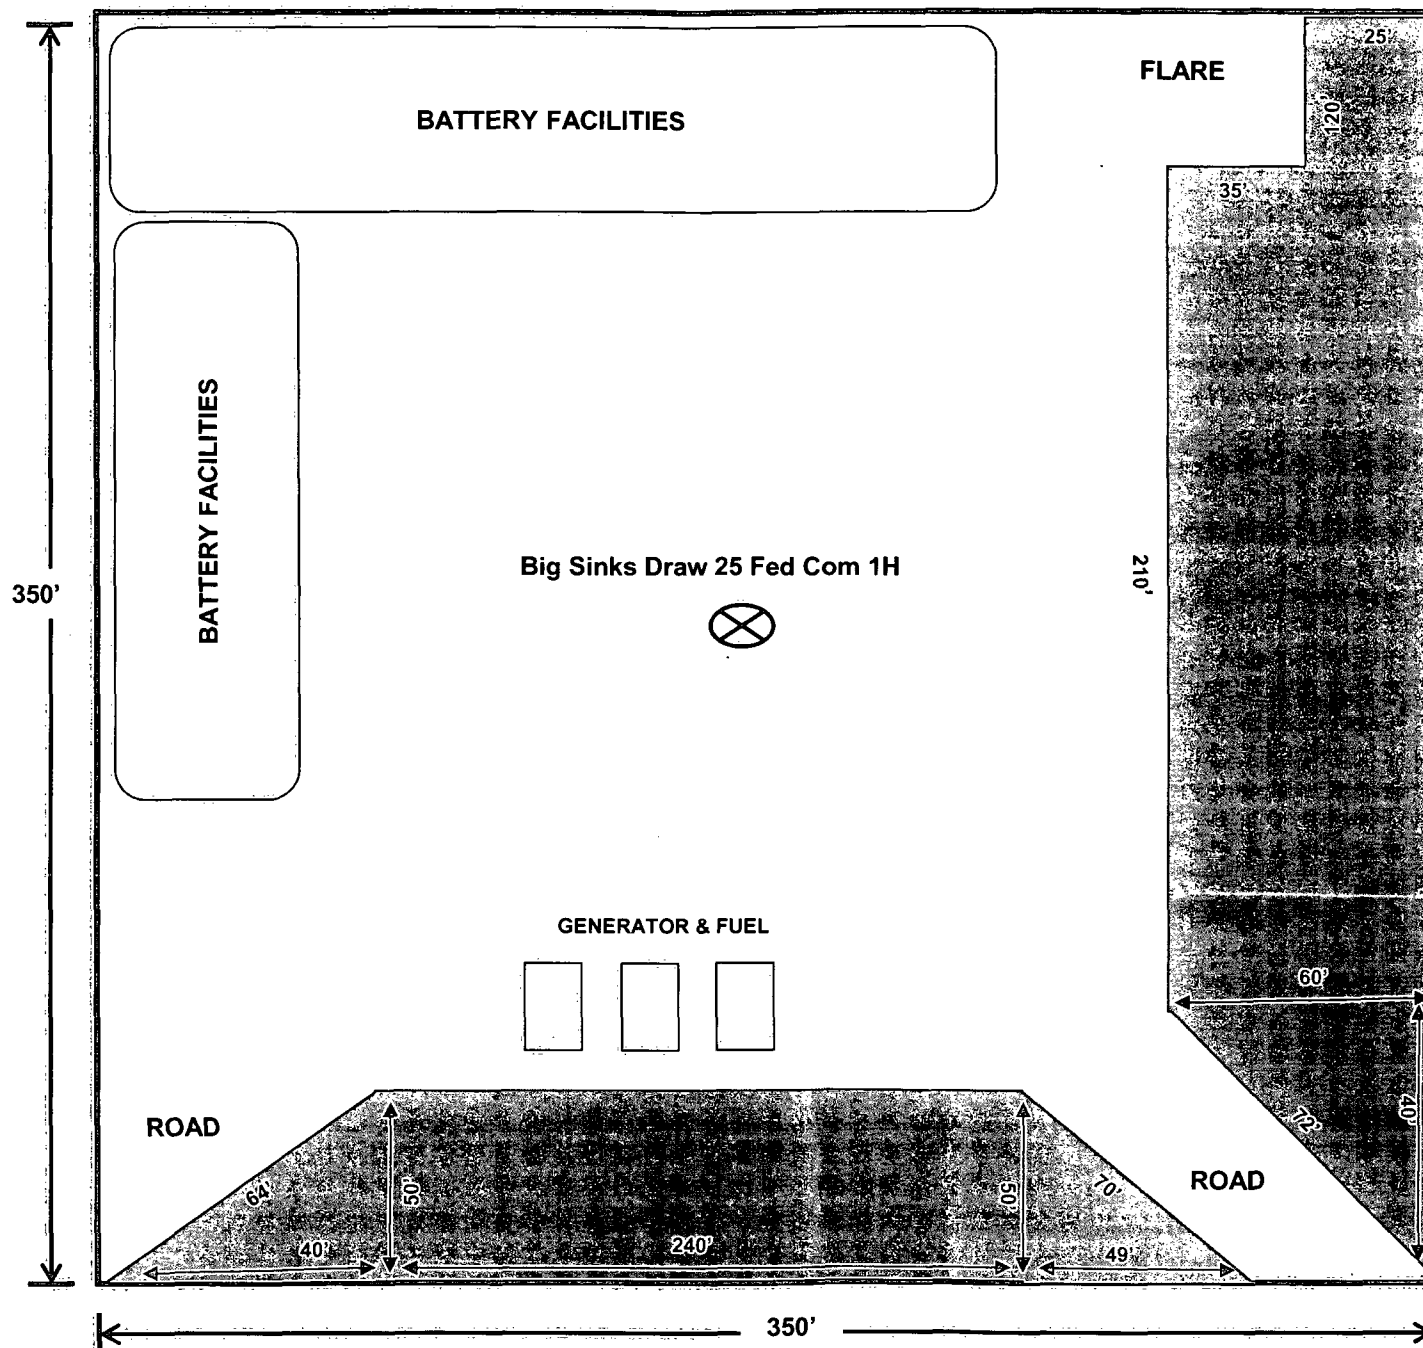 25'
FLARE
120'
BATTERY FACILITIES
35'
BATTERY FACILITIES
350'
Big Sinks Draw 25 Fed Com 1H
210'
GENERATOR & FUEL
60'
40'
72'
ROAD
64'
50'
50'
70'
ROAD
40'
240'
49'
350'